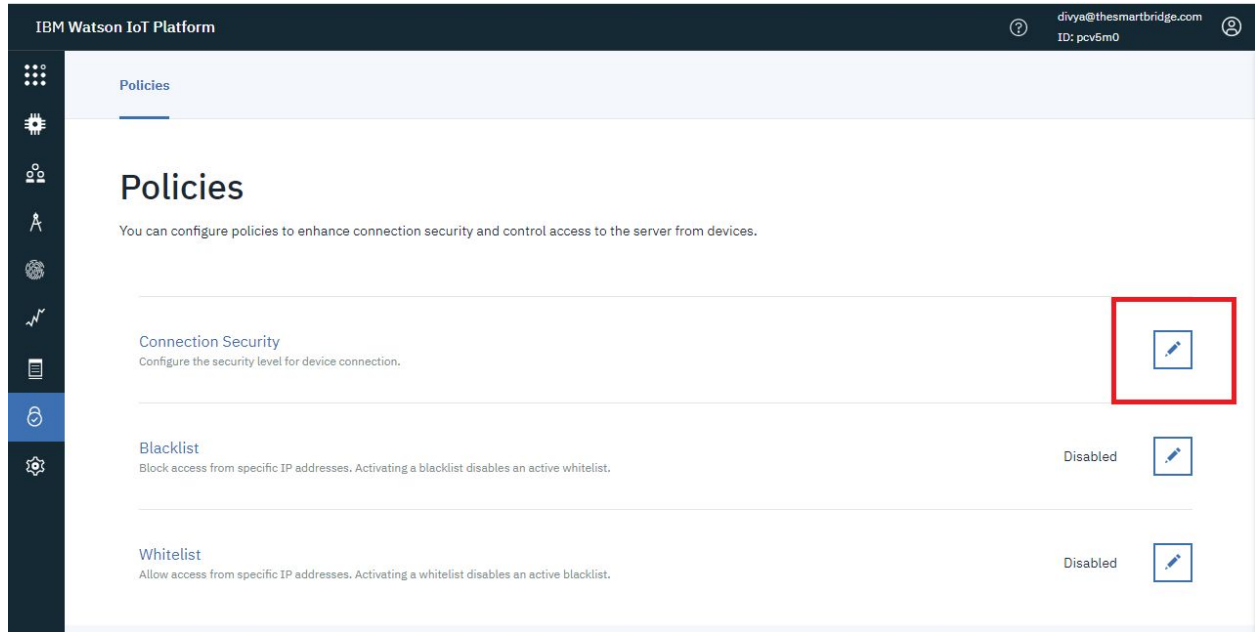 IBM Watson IoT Platform
divya@thesmartbridge.com
ID: pcv5m0
Policies
Policies
You can configure policies to enhance connection security and control access to the server from devices.
Connection Security
Configure the security level for device connection.
Blacklist
Block access from specific IP addresses. Activating a blacklist disables an active whitelist.
Disabled
Whitelist
Allow access from specific IP addresses. Activating a whitelist disables an active blacklist.
Disabled